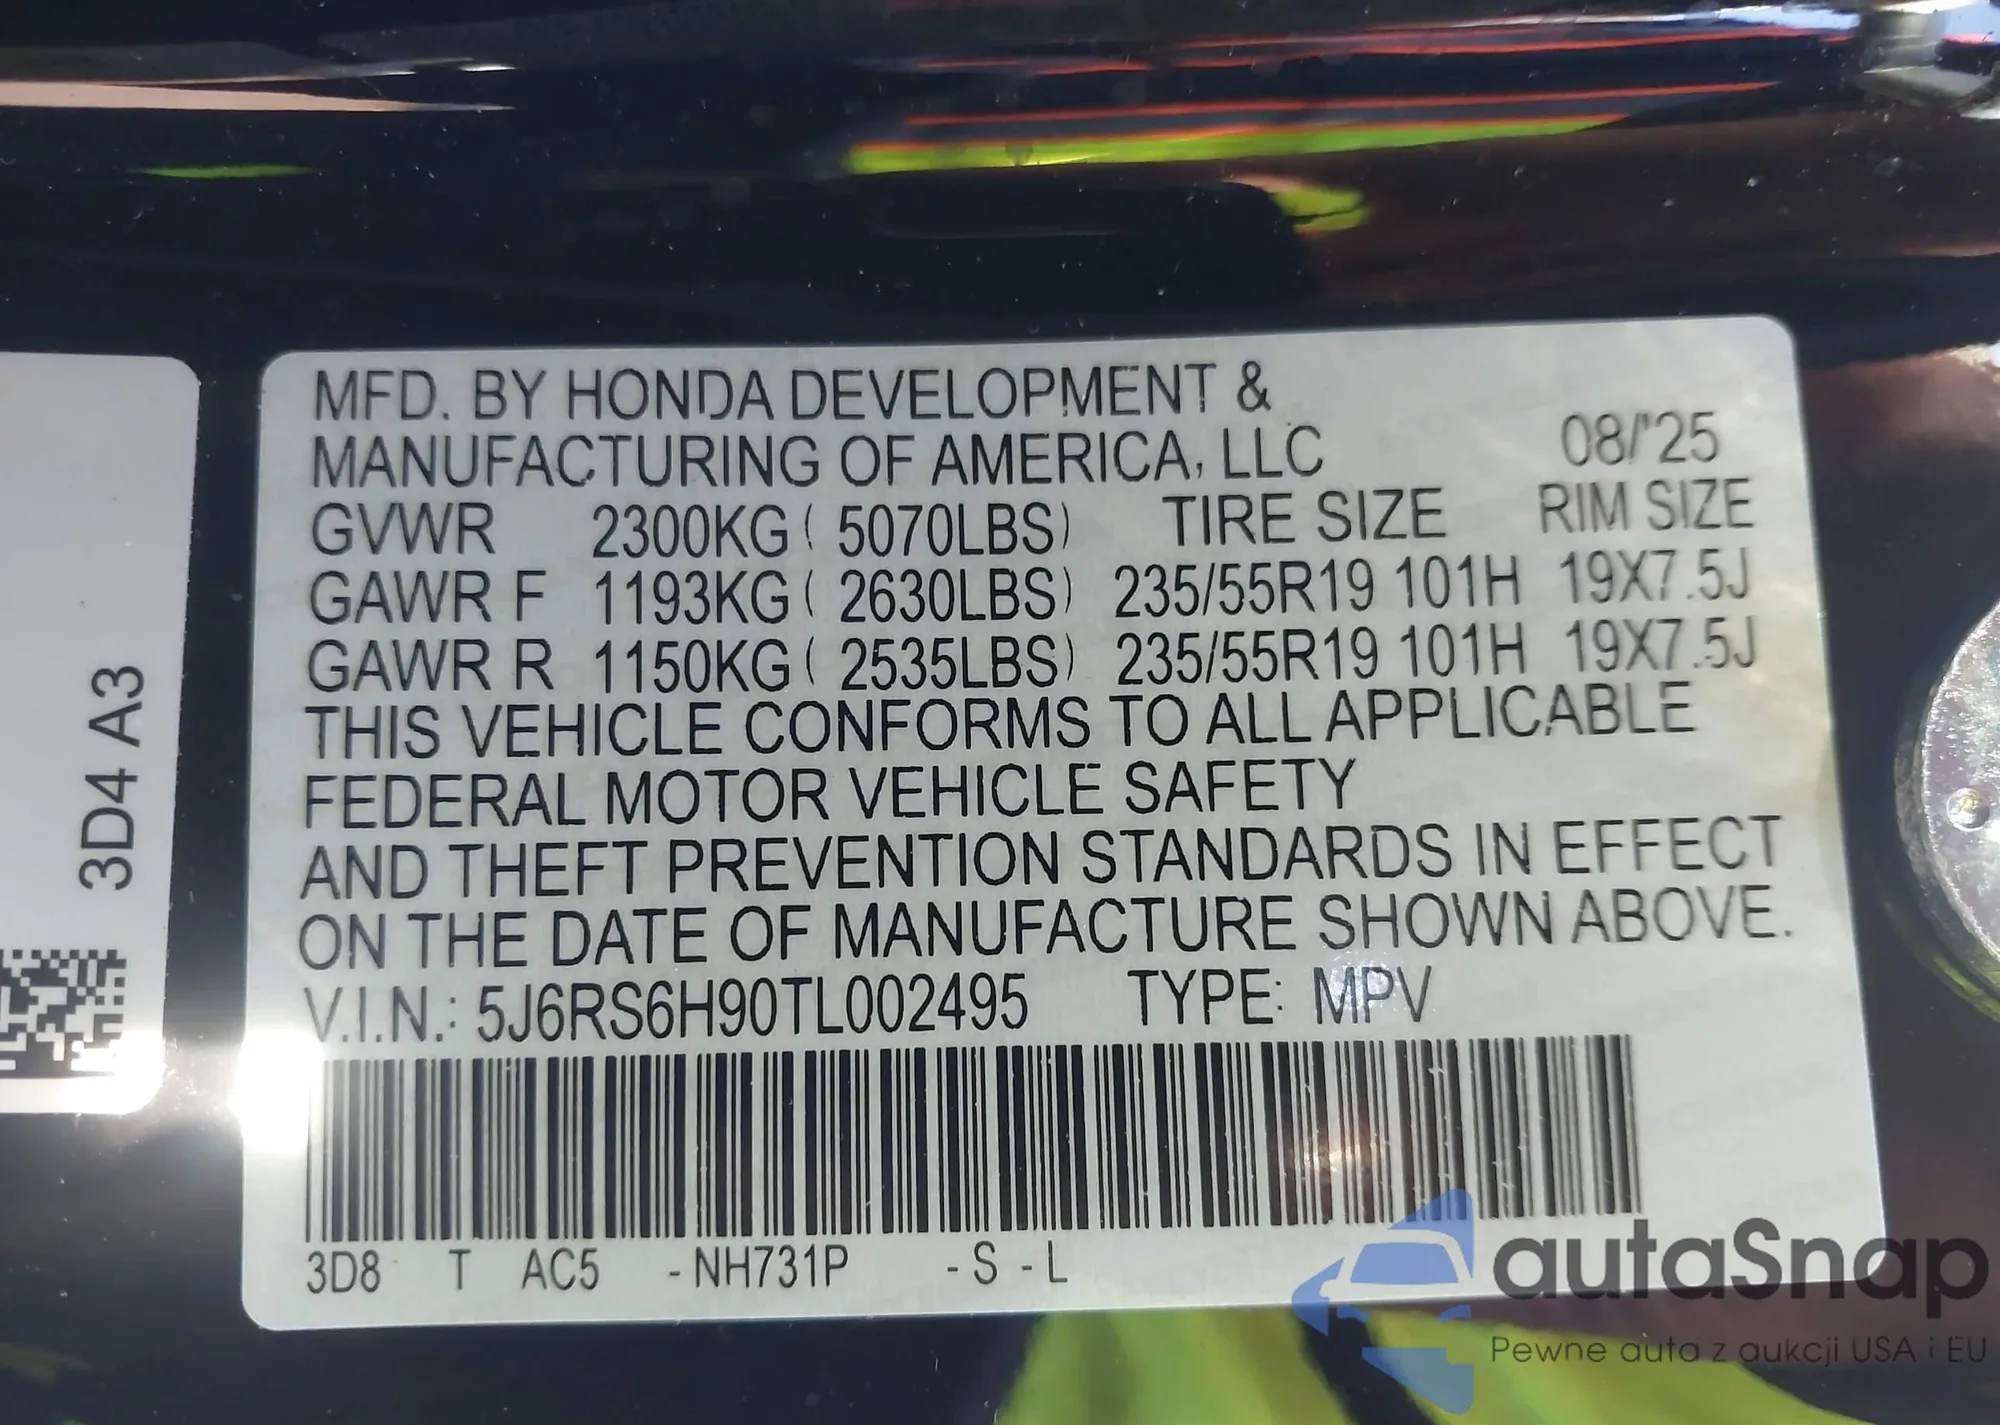 MFD. BY HONDA DEVELOPMENT &
MANUFACTURING OF AMERICA, LLC 08/'25
GVWR 2300KG ( 5070LBS) TIRE SIZE RIM SIZE
GAWR F 1193KG ( 2630LBS) 235/55R19 101H 19X7.5J
GAWR R 1150KG ( 2535LBS) 235/55R19 101H 19X7.5J
THIS VEHICLE CONFORMS TO ALL APPLICABLE
FEDERAL MOTOR VEHICLE SAFETY
AND THEFT PREVENTION STANDARDS IN EFFECT
ON THE DATE OF MANUFACTURE SHOWN ABOVE.
V.I.N.: 5J6RS6H90TL002495 TYPE: MPV
3D8 T AC5 -NH731P -S -L
3D4 A3
autaSnap
Pewne auta z aukcji USA i EU